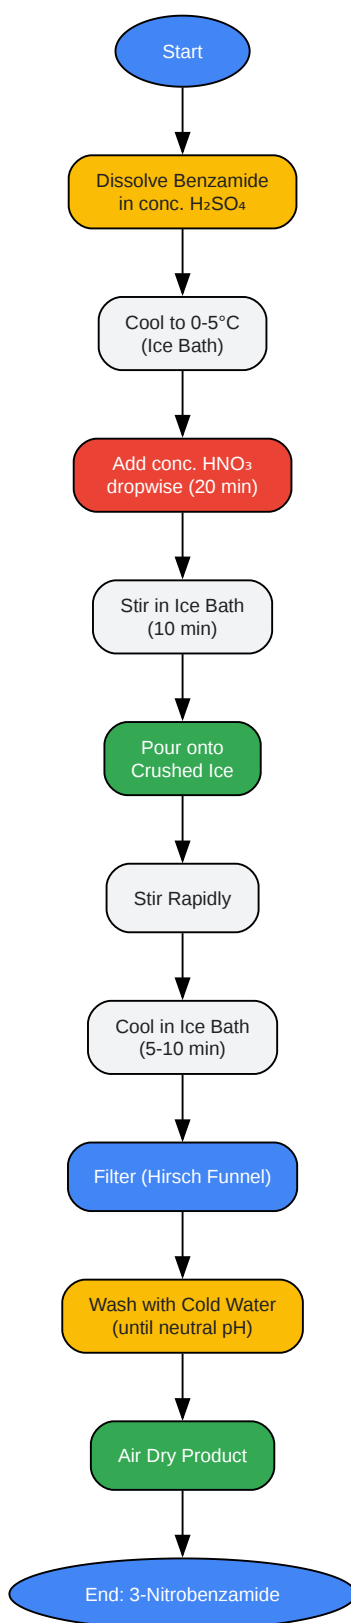 Start
Dissolve Benzamide
in conc. H₂SO₄
Cool to 0-5°C
(Ice Bath)
Add conc. HNO₃
dropwise (20 min)
Stir in Ice Bath
(10 min)
Pour onto
Crushed Ice
Stir Rapidly
Cool in Ice Bath
(5-10 min)
Filter (Hirsch Funnel)
Wash with Cold Water
(until neutral pH)
Air Dry Product
End: 3-Nitrobenzamide